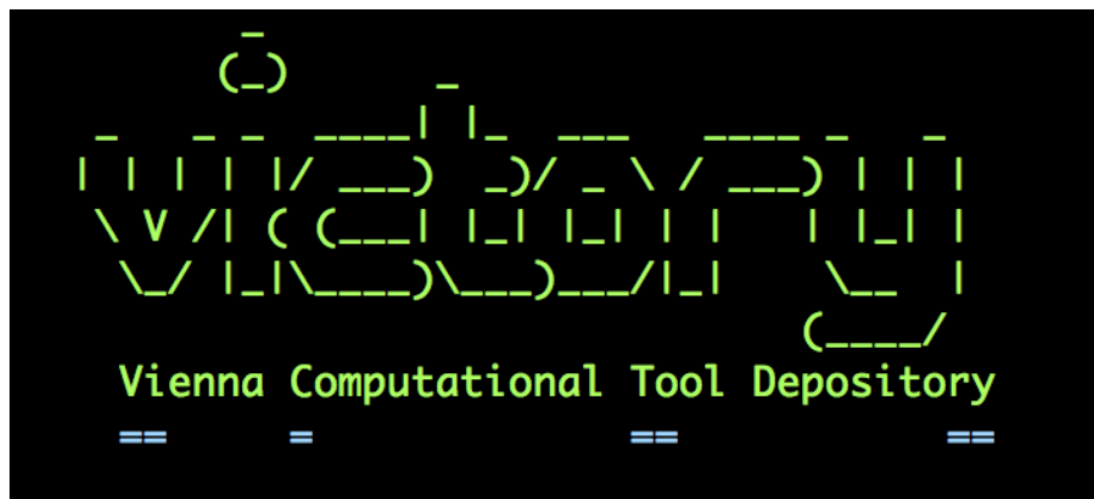 victory
Vienna Computational Tool Depository
== = == ==